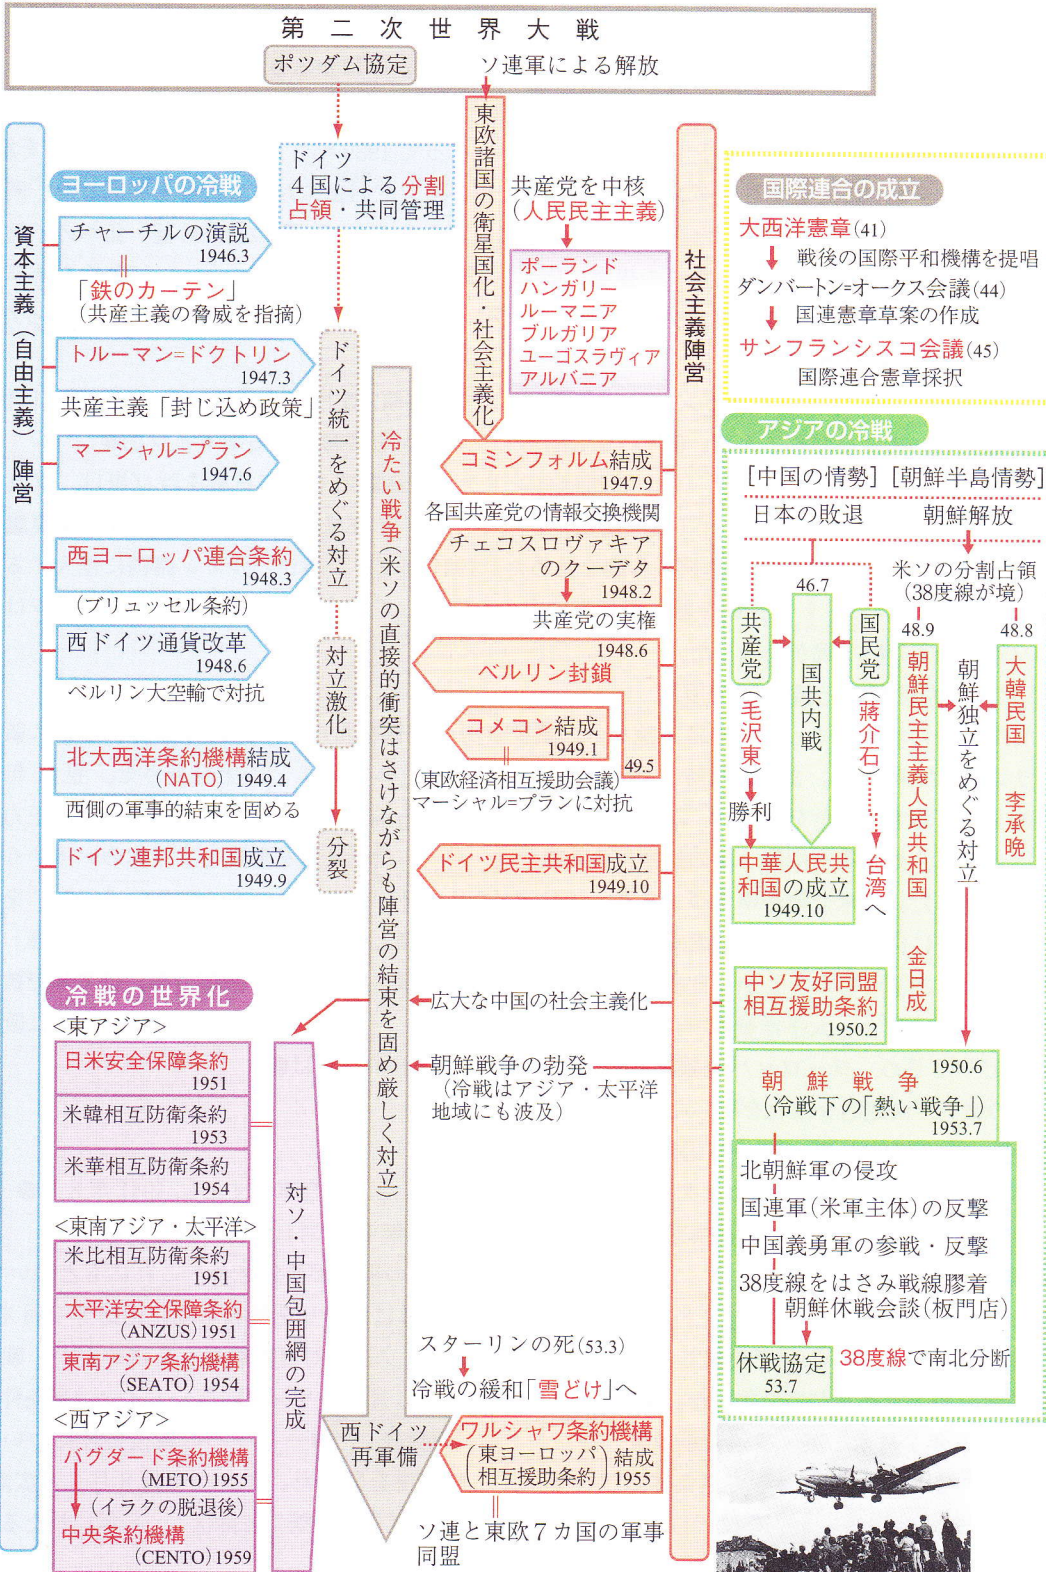 第二次世界大戦
ポツダム協定
ソ連軍による解放
資本主義（自由主義）陣営
ヨーロッパの冷戦
チャーチルの演説
1946.3
「鉄のカーテン」
（共産主義の脅威を指摘）
トルーマン=ドクトリン
1947.3
共産主義「封じ込め政策」
マーシャル=プラン
1947.6
西ヨーロッパ連合条約
1948.3
（ブリュッセル条約）
西ドイツ通貨改革
1948.6
ベルリン大空輸で対抗
北大西洋条約機構結成
（NATO）1949.4
西側の軍事的結束を固める
ドイツ連邦共和国成立
1949.9
ドイツ
４国による分割
占領・共同管理
ドイツ統一をめぐる対立
対立激化
分裂
冷たい戦争（米ソの直接的衝突はさけながらも陣営の結束を固め厳しく対立）
東欧諸国の衛星国化・社会主義化
共産党を中核
（人民民主主義）
ポーランド
ハンガリー
ルーマニア
ブルガリア
ユーゴスラヴィア
アルバニア
コミンフォルム結成
1947.9
各国共産党の情報交換機関
チェコスロヴァキア
のクーデタ
1948.2
共産党の実権
1948.6
ベルリン封鎖
49.5
コメコン結成
1949.1
（東欧経済相互援助会議）
マーシャル=プランに対抗
ドイツ民主共和国成立
1949.10
社会主義陣営
広大な中国の社会主義化
朝鮮戦争の勃発
（冷戦はアジア・太平洋
地域にも波及）
スターリンの死(53.3)
冷戦の緩和「雪どけ」へ
西ドイツ
再軍備
ワルシャワ条約機構
（東ヨーロッパ
相互援助条約）結成
1955
ソ連と東欧７カ国の軍事
同盟
冷戦の世界化
<東アジア>
日米安全保障条約
1951
米韓相互防衛条約
1953
米華相互防衛条約
1954
<東南アジア・太平洋>
米比相互防衛条約
1951
太平洋安全保障条約
(ANZUS)1951
東南アジア条約機構
(SEATO) 1954
<西アジア>
バグダード条約機構
(METO)1955
（イラクの脱退後）
中央条約機構
(CENTO)1959
対ソ・中国包囲網の完成
国際連合の成立
大西洋憲章(41)
戦後の国際平和機構を提唱
ダンバートン=オークス会議(44)
国連憲章草案の作成
サンフランシスコ会議(45)
国際連合憲章採択
アジアの冷戦
［中国の情勢］
日本の敗退
46.7
共産党
（毛沢東）
勝利
国共内戦
国民党
（蔣介石）
台湾へ
中華人民共
和国の成立
1949.10
［朝鮮半島情勢］
朝鮮解放
米ソの分割占領
（38度線が境）
48.9
朝鮮民主主義人民共和国　金日成
朝鮮独立をめぐる対立
48.8
大韓民国　李承晩
中ソ友好同盟
相互援助条約
1950.2
1950.6
朝鮮戦争
（冷戦下の「熱い戦争」）
1953.7
北朝鮮軍の侵攻
国連軍（米軍主体）の反撃
中国義勇軍の参戦・反撃
38度線をはさみ戦線膠着
朝鮮休戦会談（板門店）
休戦協定
53.7
38度線で南北分断